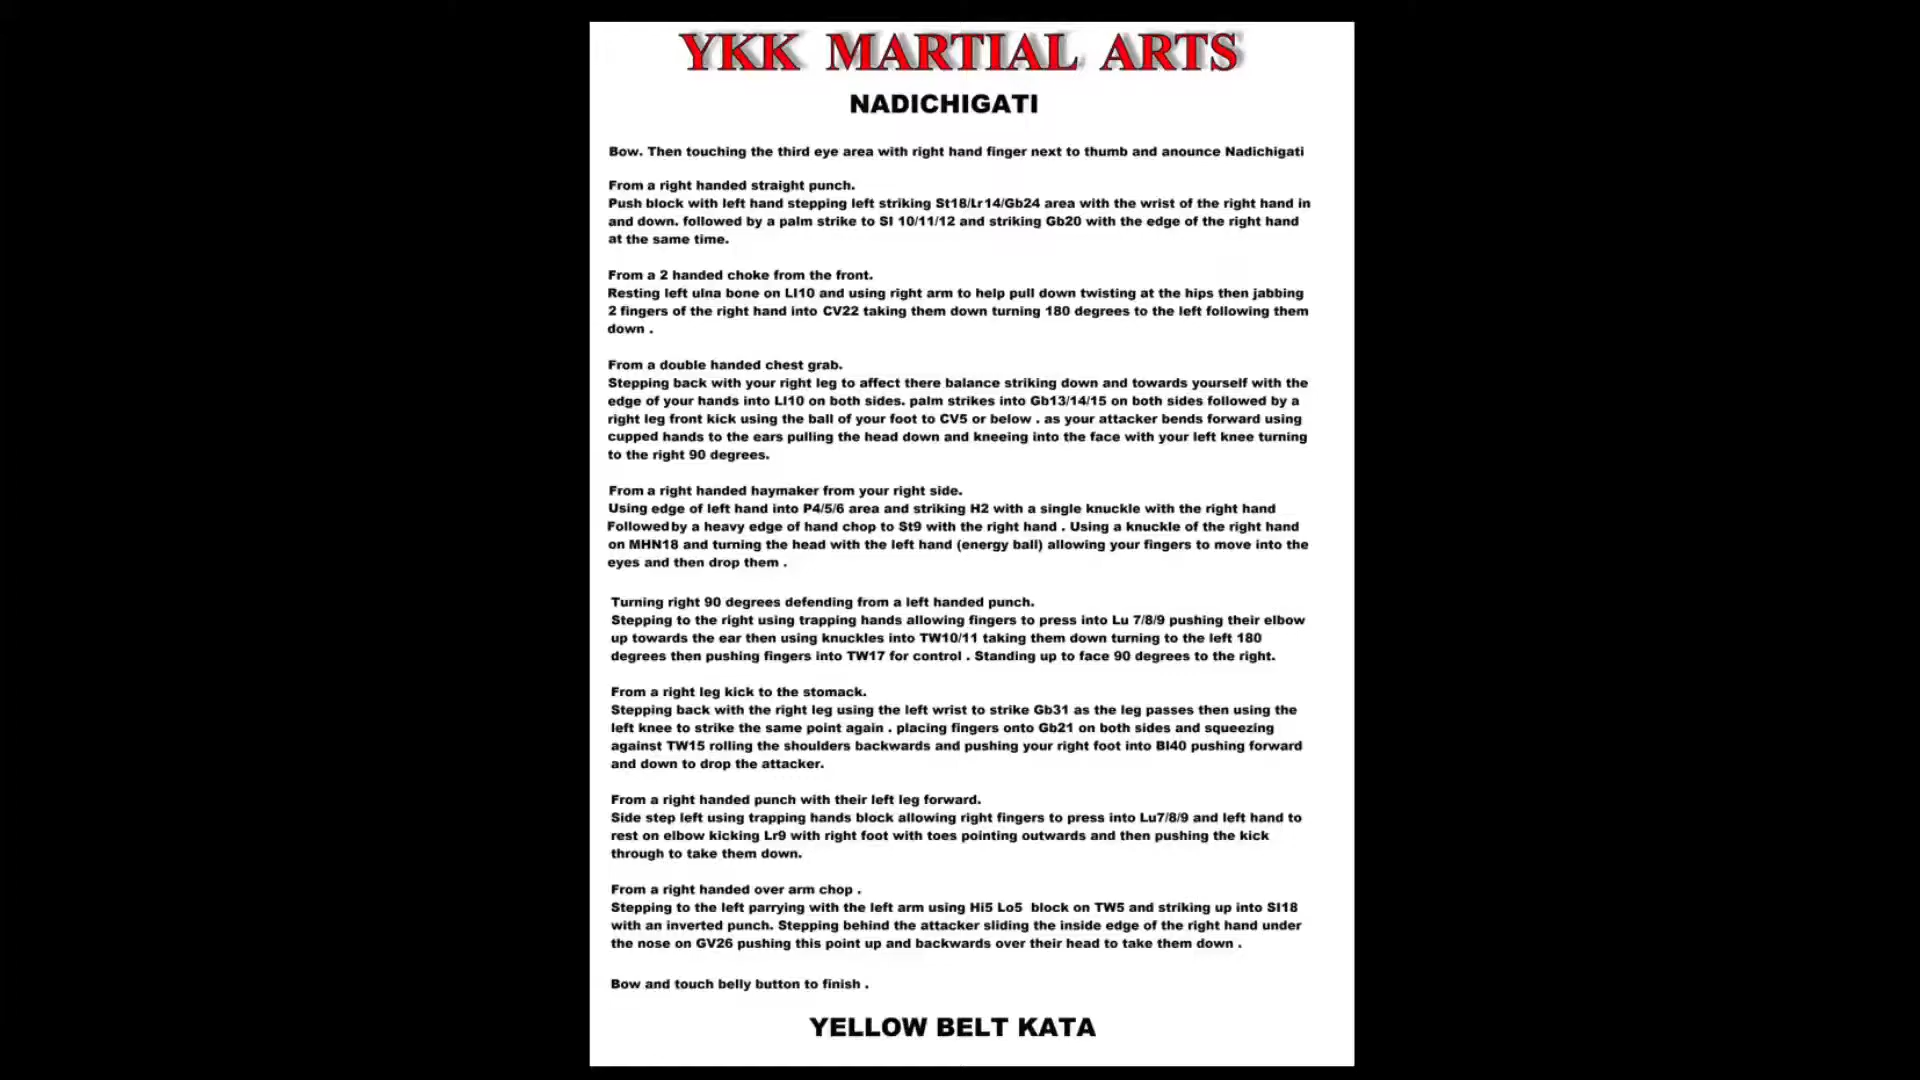 YKK MARTIAL ARTS
NADICHIGATI
Bow. Then touching the third eye area with right hand finger next to thumb and anounce Nadichigati
From a right handed straight punch.
Push block with left hand stepping left striking St18/Lr14/Gb24 area with the wrist of the right hand in
and down. followed by a palm strike to SI 10/11/12 and striking Gb20 with the edge of the right hand
at the same time.
From a 2 handed choke from the front.
Resting left ulna bone on LI10 and using right arm to help pull down twisting at the hips then jabbing
2 fingers of the right hand into CV22 taking them down turning 180 degrees to the left following them
down .
From a double handed chest grab.
Stepping back with your right leg to affect there balance striking down and towards yourself with the
edge of your hands into LI10 on both sides. palm strikes into Gb13/14/15 on both sides followed by a
right leg front kick using the ball of your foot to CV5 or below . as your attacker bends forward using
cupped hands to the ears pulling the head down and kneeing into the face with your left knee turning
to the right 90 degrees.
From a right handed haymaker from your right side.
Using edge of left hand into P4/5/6 area and striking H2 with a single knuckle with the right hand
Followed by a heavy edge of hand chop to St9 with the right hand . Using a knuckle of the right hand
on MHN18 and turning the head with the left hand (energy ball) allowing your fingers to move into the
eyes and then drop them .
Turning right 90 degrees defending from a left handed punch.
Stepping to the right using trapping hands allowing fingers to press into Lu 7/8/9 pushing their elbow
up towards the ear then using knuckles into TW10/11 taking them down turning to the left 180
degrees then pushing fingers into TW17 for control . Standing up to face 90 degrees to the right.
From a right leg kick to the stomack.
Stepping back with the right leg using the left wrist to strike Gb31 as the leg passes then using the
left knee to strike the same point again . placing fingers onto Gb21 on both sides and squeezing
against TW15 rolling the shoulders backwards and pushing your right foot into Bl40 pushing forward
and down to drop the attacker.
From a right handed punch with their left leg forward.
Side step left using trapping hands block allowing right fingers to press into Lu7/8/9 and left hand to
rest on elbow kicking Lr9 with right foot with toes pointing outwards and then pushing the kick
through to take them down.
From a right handed over arm chop .
Stepping to the left parrying with the left arm using Hi5 Lo5 block on TW5 and striking up into SI18
with an inverted punch. Stepping behind the attacker sliding the inside edge of the right hand under
the nose on GV26 pushing this point up and backwards over their head to take them down .
Bow and touch belly button to finish .
YELLOW BELT KATA